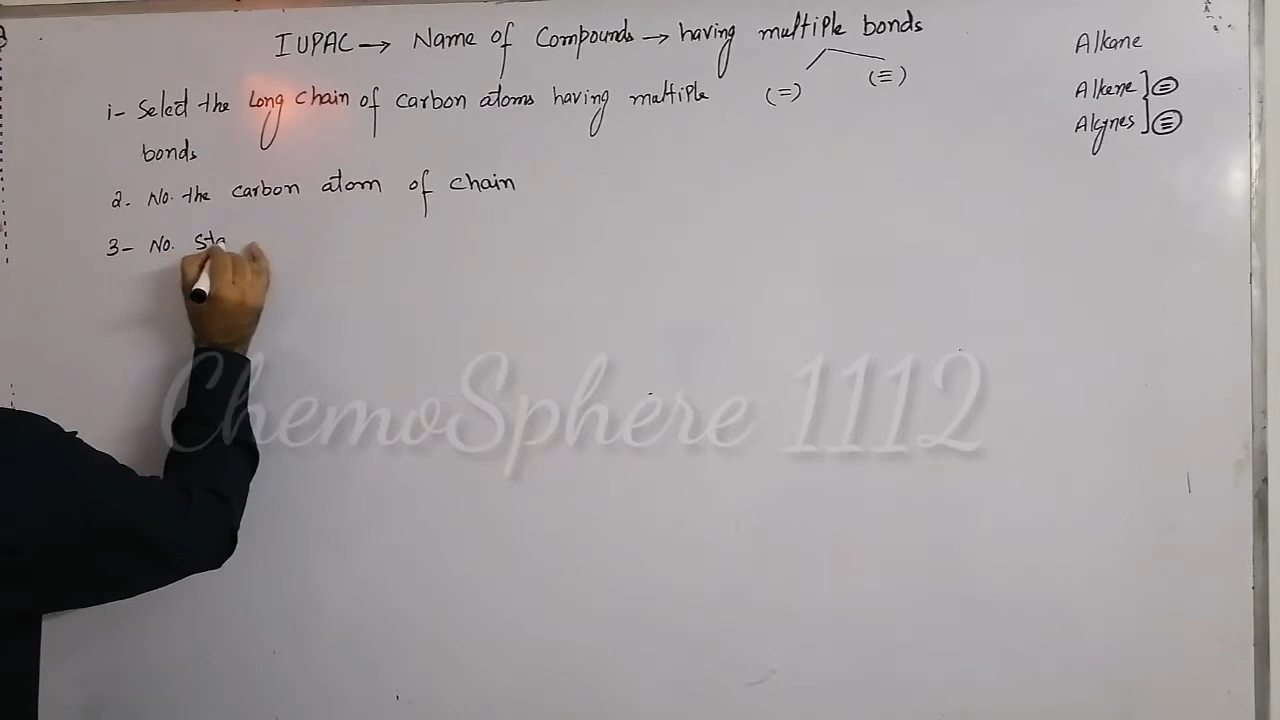 IUPAC → Name of Compounds → having multiple bonds
(=) (≡)
Alkane
Alkene
Alkynes
i- Select the Long chain of carbon atoms having multiple
bonds
2. No. the carbon atom of chain
3- No. Sta
ChemoSphere 1112